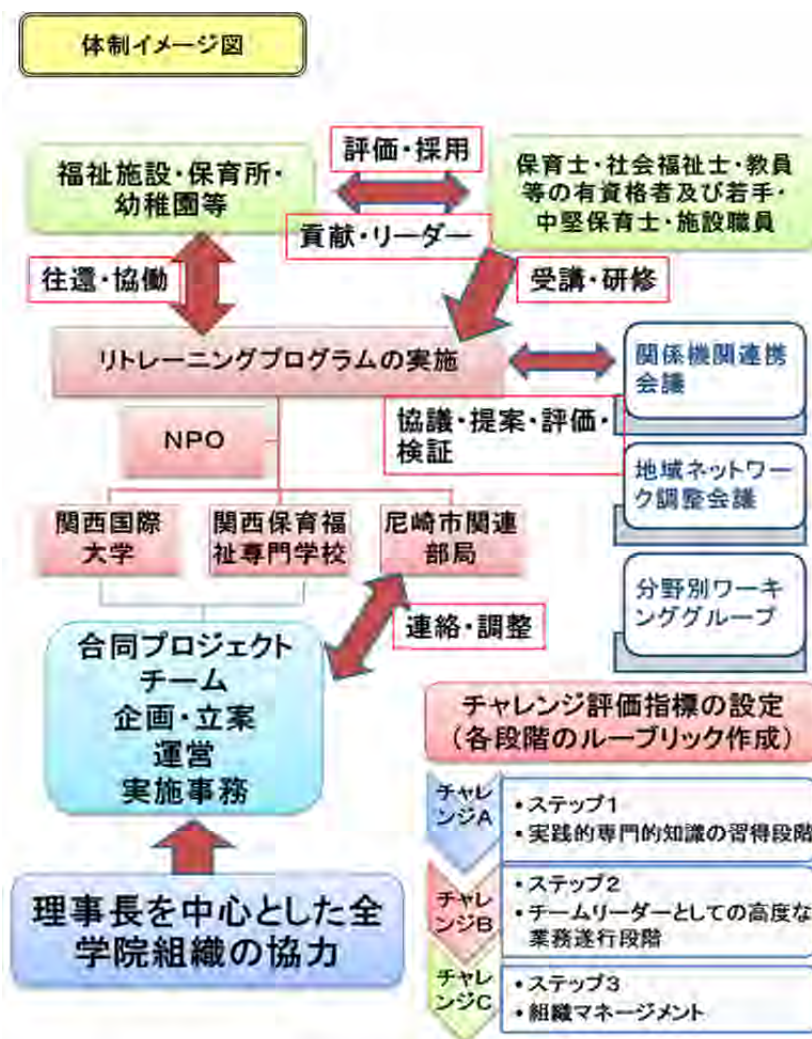 体制イメージ図
福祉施設・保育所・
幼稚園等
評価・採用
貢献・リーダー
保育士・社会福祉士・教員
等の有資格者及び若手・
中堅保育士・施設職員
往還・協働
受講・研修
リトレーニングプログラムの実施
関係機関連携
会議
NPO
協議・提案・評価・
検証
地域ネットワー
ク調整会議
関西国際
大学
関西保育福
祉専門学校
尼崎市関連
部局
分野別ワーキ
ンググループ
連絡・調整
合同プロジェクト
チーム
企画・立案
運営
実施事務
理事長を中心とした全
学院組織の協力
チャレンジ評価指標の設定
（各段階のルーブリック作成）
チャレ
ンジA
・ステップ1
・実践的専門的知識の習得段階
チャレ
ンジB
・ステップ2
・チームリーダーとしての高度な
業務遂行段階
チャレ
ンジC
・ステップ3
・組織マネージメント